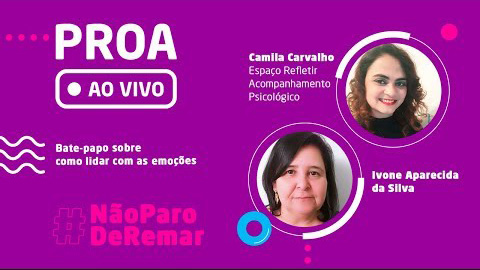 PROA
AO VIVO
Bate-papo sobre
como lidar com as emoções
#NãoParo
DeRemar
Camila Carvalho
Espaço Refletir
Acompanhamento
Psicológico
Ivone Aparecida
da Silva